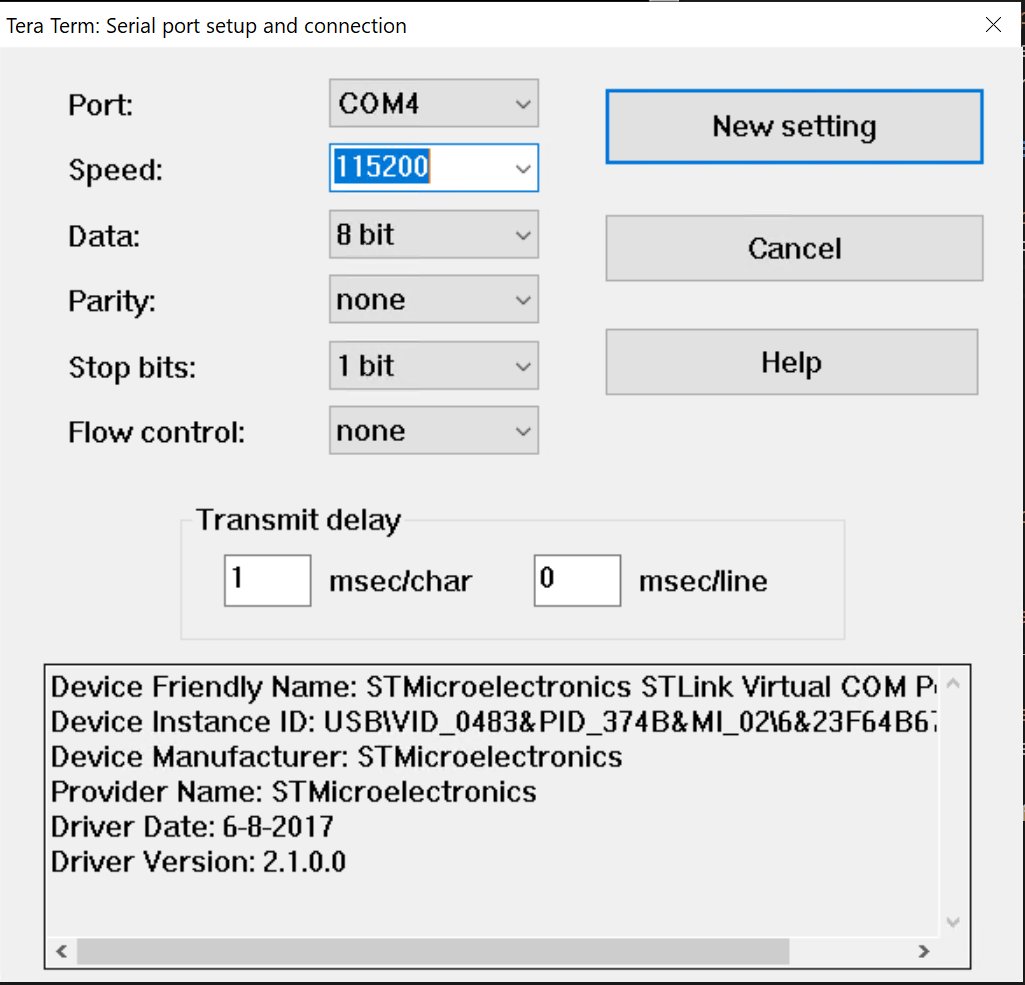 Tera Term: Serial port setup and connection
Port: COM4
New setting
Speed: 115200
Data: 8 bit
Cancel
Parity: none
Stop bits: 1 bit
Help
Flow control: none
Transmit delay
1 msec/char 0 msec/line
Device Friendly Name: STMicroelectronics STLink Virtual COM
Device Instance ID: USB\VID_0483&PID_374B&MI_02\6&23F64B6
Device Manufacturer: STMicroelectronics
Provider Name: STMicroelectronics
Driver Date: 6-8-2017
Driver Version: 2.1.0.0